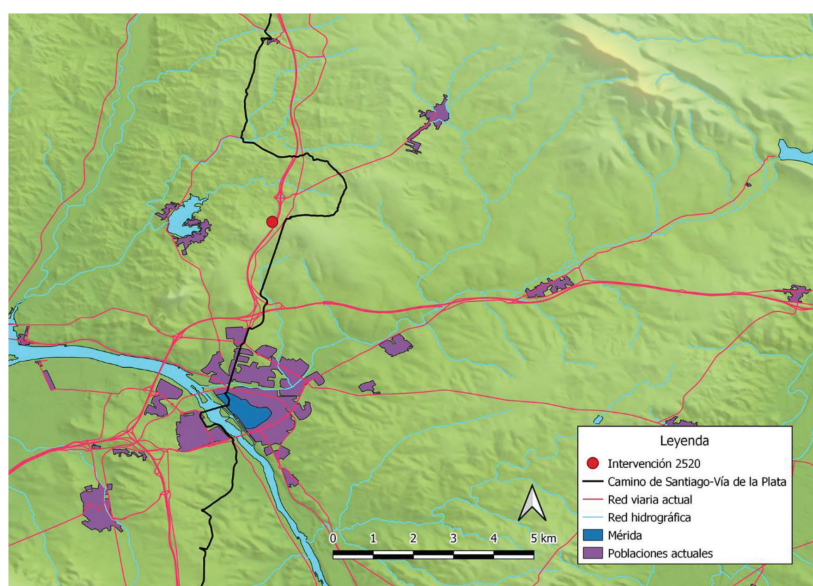 Leyenda
Intervención 2520
Camino de Santiago-Vía de la Plata
Red viaria actual
Red hidrográfica
Mérida
Poblaciones actuales
0 1 2 3 4 5 km